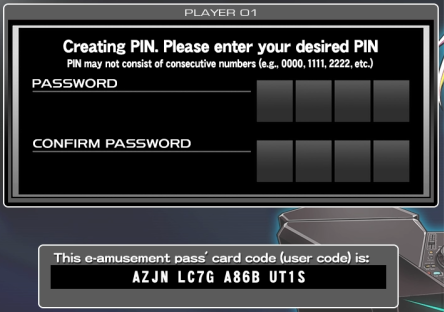 PLAYER 01
Creating PIN. Please enter your desired PIN
PIN may not consist of consecutive numbers (e.g., 0000, 1111, 2222, etc.)
PASSWORD
CONFIRM PASSWORD
This e-amusement pass' card code (user code) is:
AZJN LC7G A86B UT1S